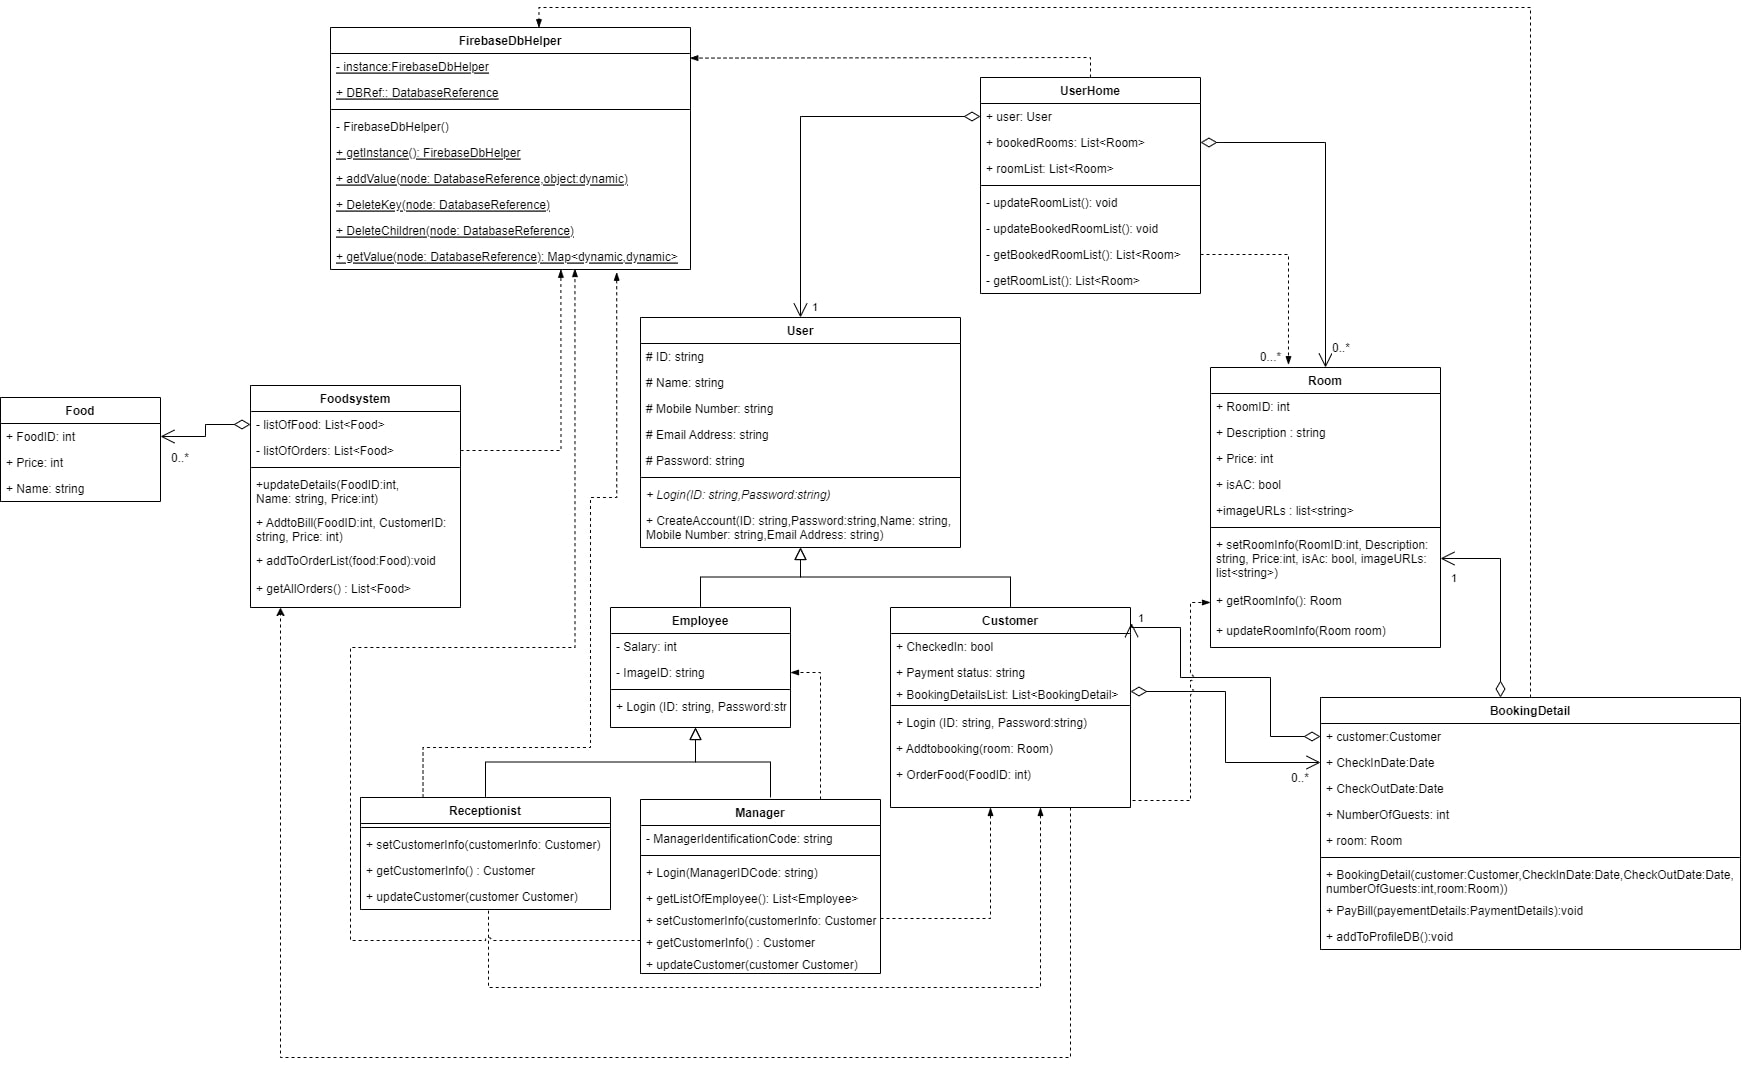 FirebaseDbHelper
- instance:FirebaseDbHelper
+ DBRef:: DatabaseReference
- FirebaseDbHelper()
+ getInstance(): FirebaseDbHelper
+ addValue(node: DatabaseReference,object:dynamic)
+ DeleteKey(node: DatabaseReference)
+ DeleteChildren(node: DatabaseReference)
+ getValue(node: DatabaseReference): Map<dynamic,dynamic>
UserHome
+ user: User
+ bookedRooms: List<Room>
+ roomList: List<Room>
- updateRoomList(): void
- updateBookedRoomList(): void
- getBookedRoomList(): List<Room>
- getRoomList(): List<Room>
1
0...*
0..*
User
# ID: string
# Name: string
# Mobile Number: string
# Email Address: string
# Password: string
+ Login(ID: string,Password:string)
+ CreateAccount(ID: string,Password:string,Name: string,
Mobile Number: string,Email Address: string)
Room
+ RoomID: int
+ Description : string
+ Price: int
+ isAC: bool
+imageURLs : list<string>
+ setRoomInfo(RoomID:int, Description:
string, Price:int, isAc: bool, imageURLs:
list<string>)
+ getRoomInfo(): Room
+ updateRoomInfo(Room room)
1
Food
+ FoodID: int
+ Price: int
+ Name: string
0..*
Foodsystem
- listOfFood: List<Food>
- listOfOrders: List<Food>
+updateDetails(FoodID:int,
Name: string, Price:int)
+ AddtoBill(FoodID:int, CustomerID:
string, Price: int)
+ addToOrderList(food:Food):void
+ getAllOrders() : List<Food>
Employee
- Salary: int
- ImageID: string
+ Login (ID: string, Password:str
Customer
+ CheckedIn: bool
+ Payment status: string
+ BookingDetailsList: List<BookingDetail>
+ Login (ID: string, Password:string)
+ Addtobooking(room: Room)
+ OrderFood(FoodID: int)
1
0..*
BookingDetail
+ customer:Customer
+ CheckInDate:Date
+ CheckOutDate:Date
+ NumberOfGuests: int
+ room: Room
+ BookingDetail(customer:Customer,CheckInDate:Date,CheckOutDate:Date,
numberOfGuests:int,room:Room))
+ PayBill(payementDetails:PaymentDetails):void
+ addToProfileDB():void
Receptionist
+ setCustomerInfo(customerInfo: Customer)
+ getCustomerInfo() : Customer
+ updateCustomer(customer Customer)
Manager
- ManagerIdentificationCode: string
+ Login(ManagerIDCode: string)
+ getListOfEmployee(): List<Employee>
+ setCustomerInfo(customerInfo: Customer
+ getCustomerInfo() : Customer
+ updateCustomer(customer Customer)